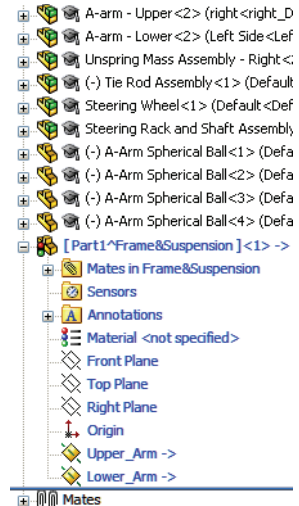 A-arm - Upper<2> (right<right_D
A-arm - Lower<2> (Left Side<Lef
Unspring Mass Assembly - Right<2
(-) Tie Rod Assembly<1> (Default
Steering Wheel<1> (Default<Def
Steering Rack and Shaft Assembly
(-) A-Arm Spherical Ball<1> (Defa
(-) A-Arm Spherical Ball<2> (Defa
(-) A-Arm Spherical Ball<3> (Defa
(-) A-Arm Spherical Ball<4> (Defa
[ Part1^Frame&Suspension ]<1> ->
Mates in Frame&Suspension
Sensors
A Annotations
Material <not specified>
Front Plane
Top Plane
Right Plane
Origin
Upper_Arm ->
Lower_Arm ->
Mates